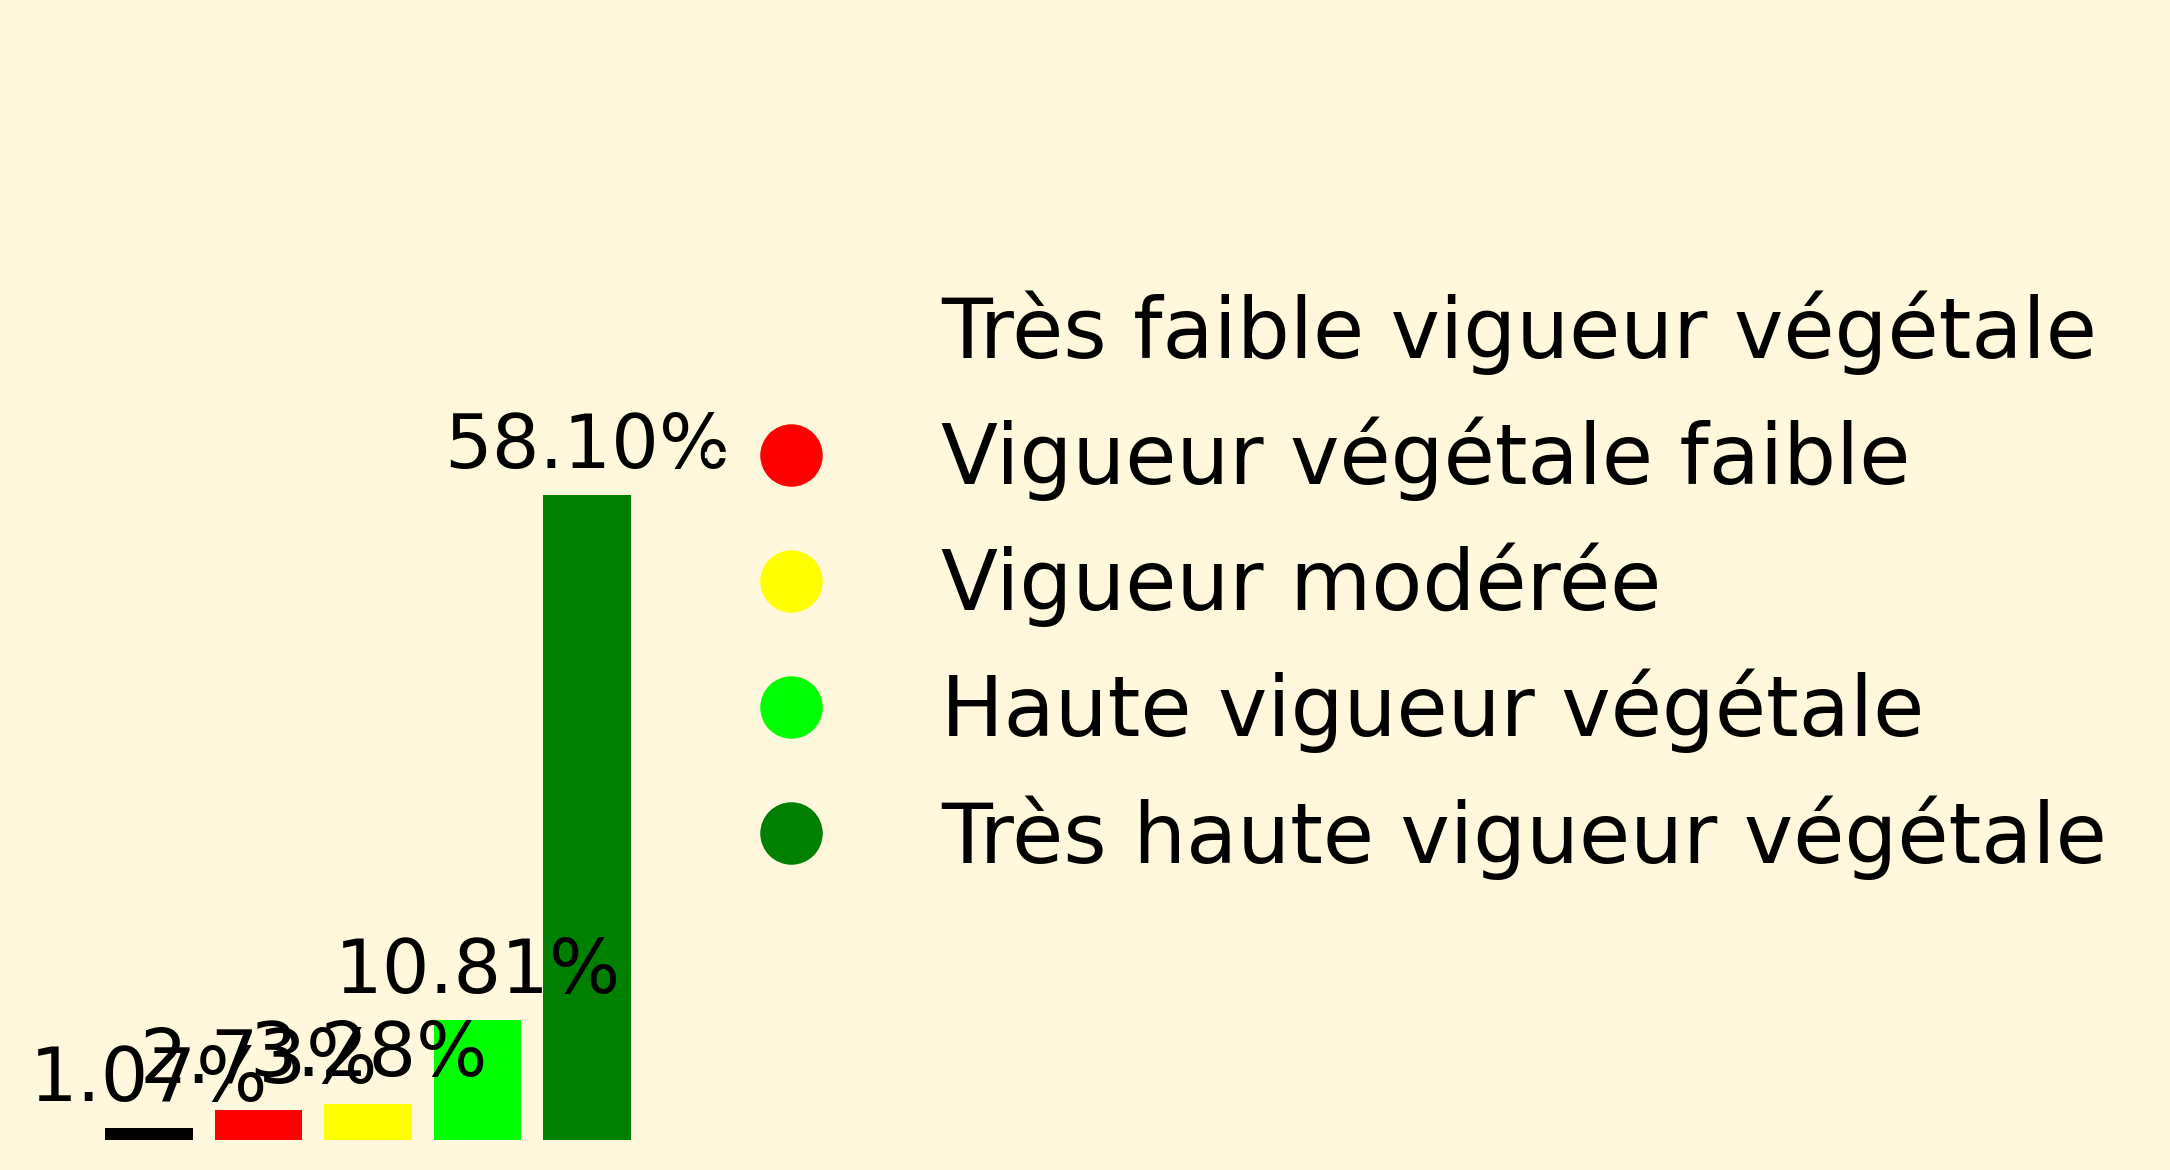 Très faible vigueur végétale
58.10%
Vigueur végétale faible
Vigueur modérée
Haute vigueur végétale
Très haute vigueur végétale
10.81%
1.07%
2.73%
3.28%